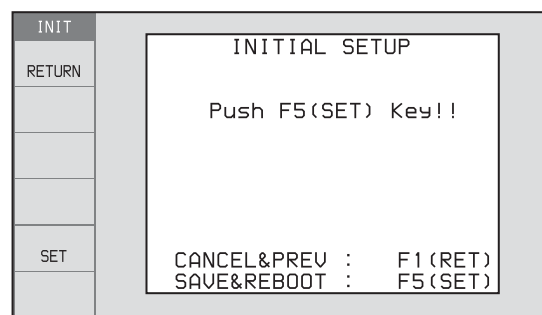 INIT
RETURN
SET
INITIAL SETUP
Push F5(SET) Key!!
CANCEL&PREV : F1(RET)
SAVE&REBOOT : F5(SET)